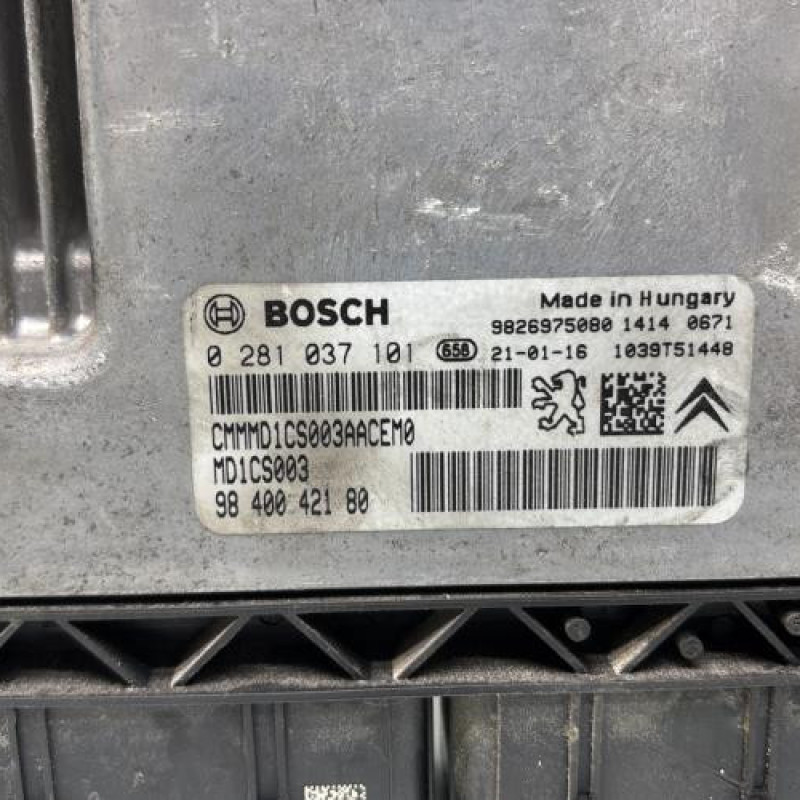 BOSCH
Made in Hungary
9826975080 1414 0671
0 281 037 101 658 21-01-16 1039T51448
CMMMD1CS003AACEM0
MD1CS003
98 400 421 80